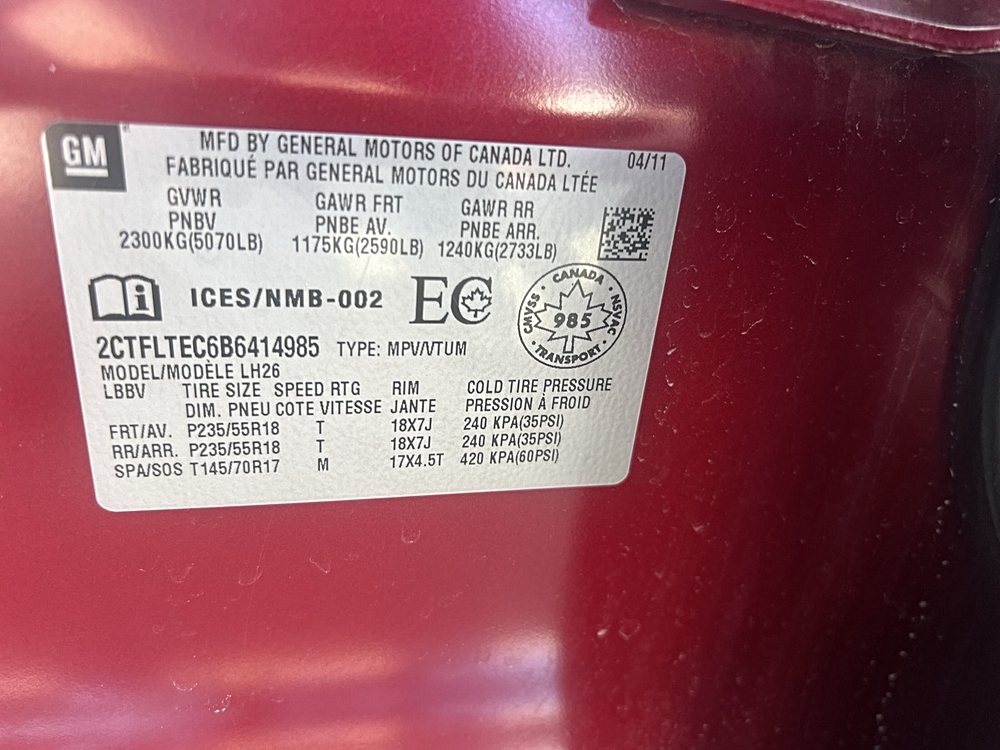 GM
MFD BY GENERAL MOTORS OF CANADA LTD. 04/11
FABRIQUÉ PAR GENERAL MOTORS DU CANADA LTÉE
GVWR GAWR FRT GAWR RR
PNBV PNBE AV. PNBE ARR.
2300KG(5070LB) 1175KG(2590LB) 1240KG(2733LB)
i ICES/NMB-002 EC
CANADA
CMVSS 985 NSVAC
TRANSPORT
2CTFLTEC6B6414985 TYPE: MPV/VTUM
MODEL/MODÈLE LH26
LBBV TIRE SIZE SPEED RTG RIM COLD TIRE PRESSURE
DIM. PNEU COTE VITESSE JANTE PRESSION À FROID
FRT/AV. P235/55R18 T 18X7J 240 KPA(35PSI)
RR/ARR. P235/55R18 T 18X7J 240 KPA(35PSI)
SPA/SOS T145/70R17 M 17X4.5T 420 KPA(60PSI)